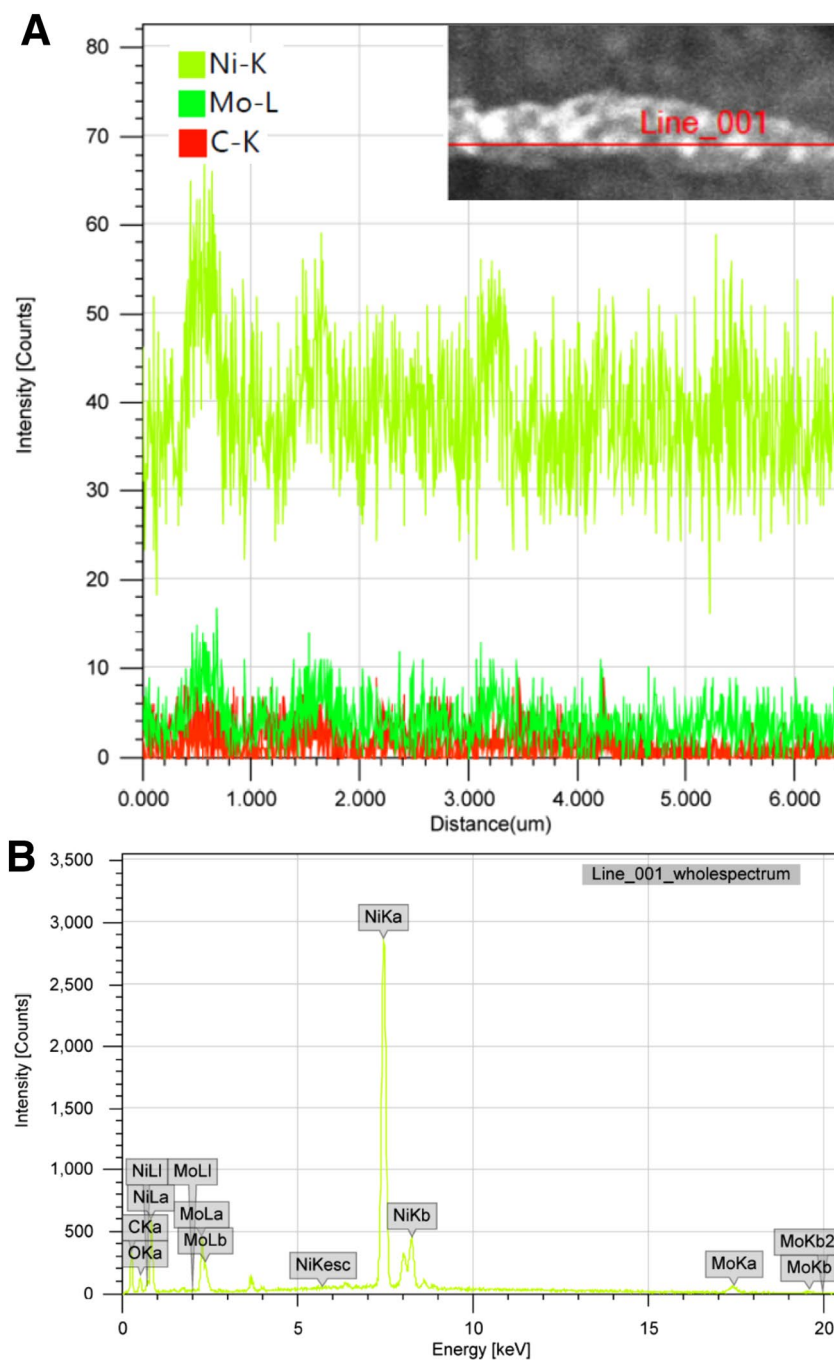 A
Ni-K
Mo-L
C-K
Line_001
80
70
60
50
40
30
20
10
0
Intensity [Counts]
0.000 1.000 2.000 3.000 4.000 5.000 6.000
Distance(um)
B
Line_001_wholespectrum
3,500
3,000
2,500
2,000
1,500
1,000
500
0
Intensity [Counts]
NiKa
NiLl MoLl
NiLa
CKa MoLa
OKa MoLb
NiKesc
NiKb
MoKa
MoKb2
MoKb
0 5 10 15 20
Energy [keV]